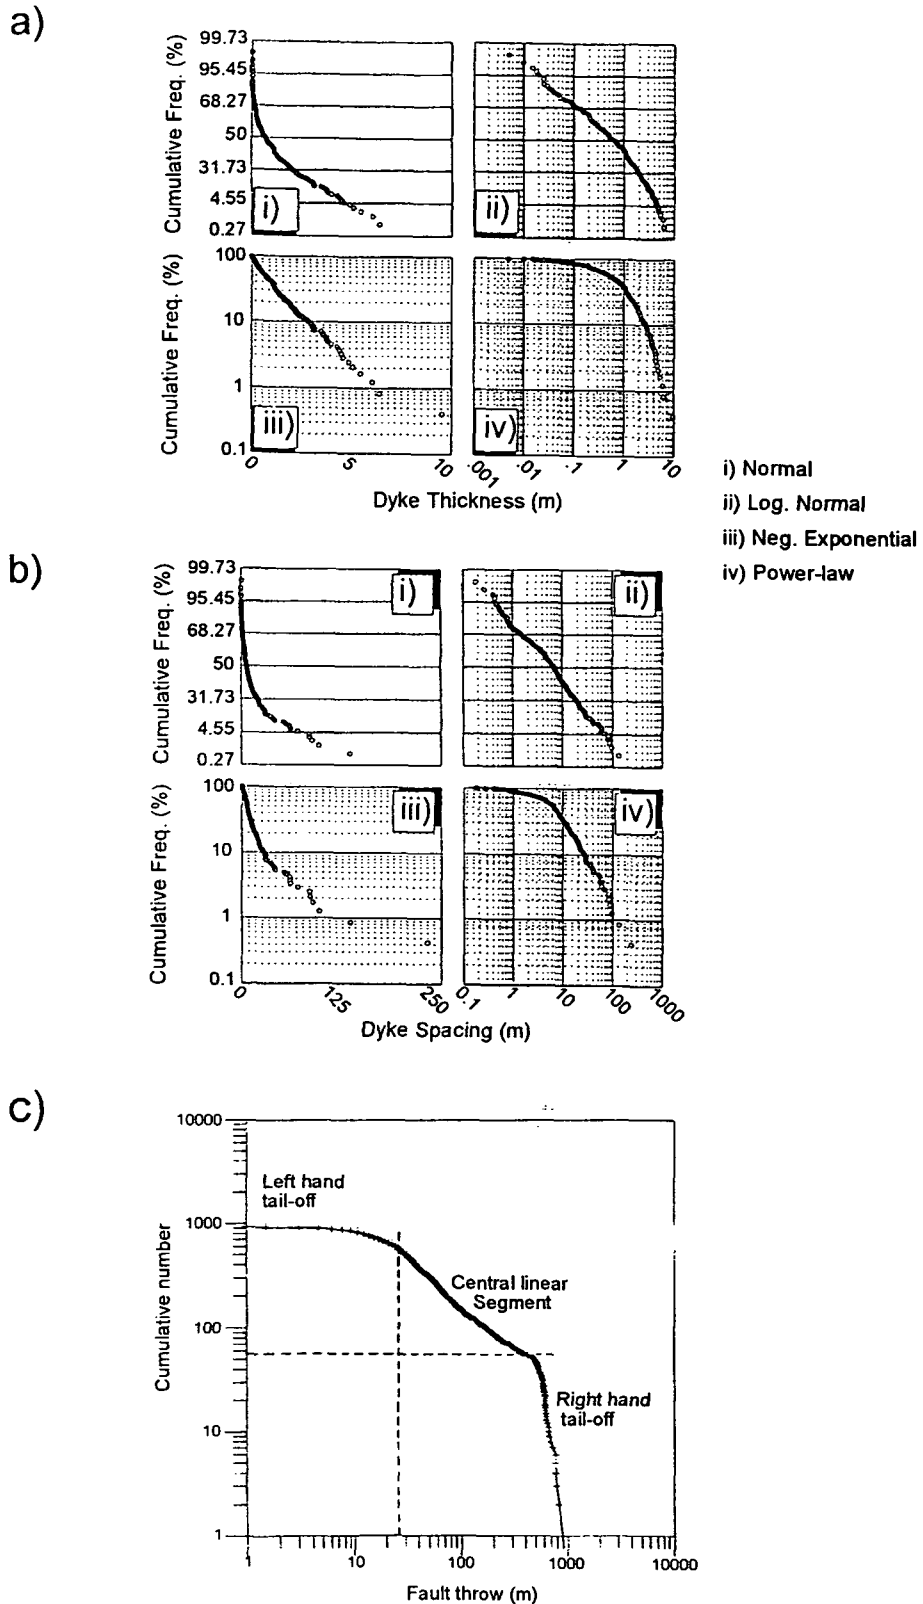 a)
Cumulative Freq. (%)
99.73
95.45
68.27
50
31.73
4.55
0.27
i)
ii)
Cumulative Freq. (%)
100
10
1
0.1
iii)
iv)
0
5
10
.001
.01
.1
1
10
Dyke Thickness (m)
i) Normal
ii) Log. Normal
iii) Neg. Exponential
iv) Power-law
b)
Cumulative Freq. (%)
99.73
95.45
68.27
50
31.73
4.55
0.27
i)
ii)
Cumulative Freq. (%)
100
10
1
0.1
iii)
iv)
0
125
250
0.1
1
10
100
1000
Dyke Spacing (m)
c)
Cumulative number
10000
1000
100
10
1
Left hand
tail-off
Central linear
Segment
Right hand
tail-off
1
10
100
1000
10000
Fault throw (m)